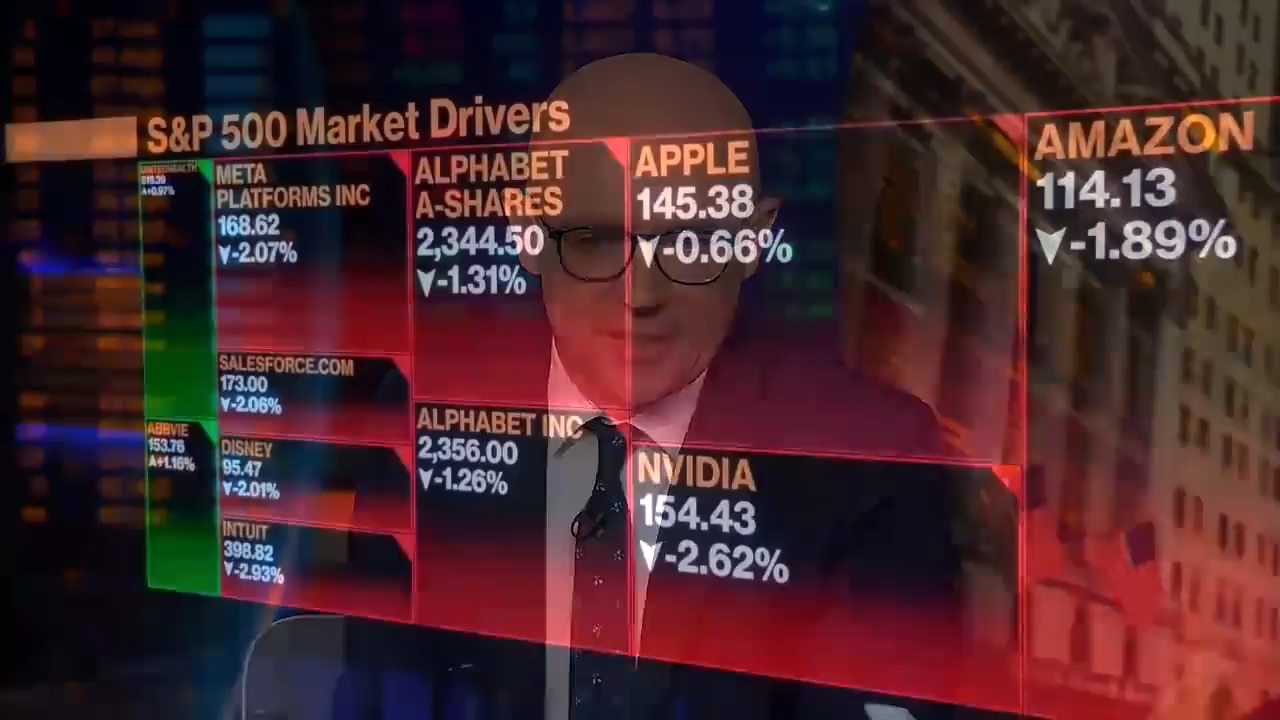 S&P 500 Market Drivers
UNITEDHEALTH
▲+0.97%
ABBVIE
153.76
▲+1.16%
META
PLATFORMS INC
168.62
▼-2.07%
SALESFORCE.COM
173.00
▼-2.06%
DISNEY
95.47
▼-2.01%
INTUIT
398.82
▼-2.93%
ALPHABET
A-SHARES
2,344.50
▼-1.31%
ALPHABET INC
2,356.00
▼-1.26%
APPLE
145.38
▼-0.66%
NVIDIA
154.43
▼-2.62%
AMAZON
114.13
▼-1.89%